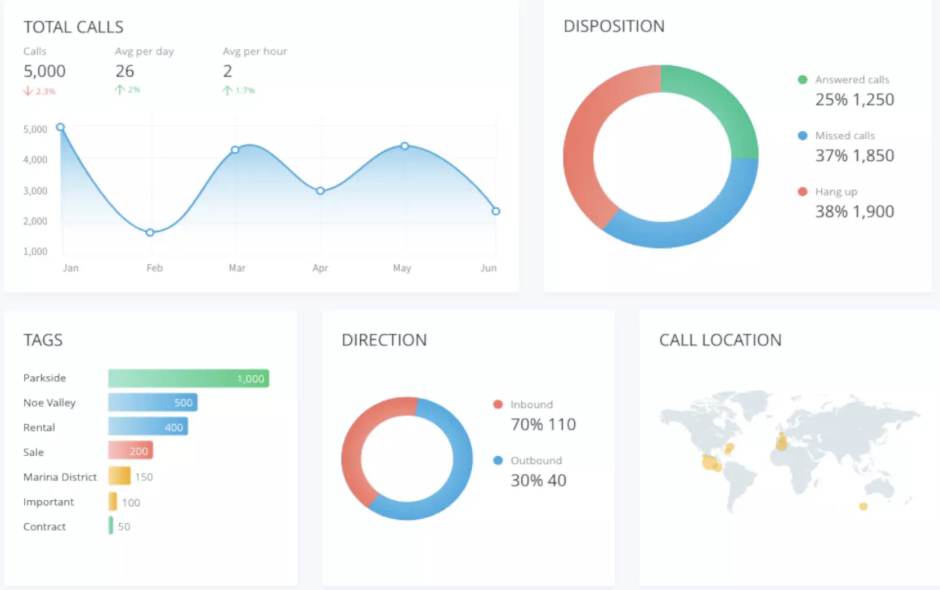 TOTAL CALLS
Calls Avg per day Avg per hour
5,000 26 2
2.3% 2% 1.7%
5,000
4,000
3,000
2,000
1,000
Jan Feb Mar Apr May Jun
DISPOSITION
Answered calls
25% 1,250
Missed calls
37% 1,850
Hang up
38% 1,900
TAGS
Parkside 1,000
Noe Valley 500
Rental 400
Sale 200
Marina District 150
Important 100
Contract 50
DIRECTION
Inbound
70% 110
Outbound
30% 40
CALL LOCATION